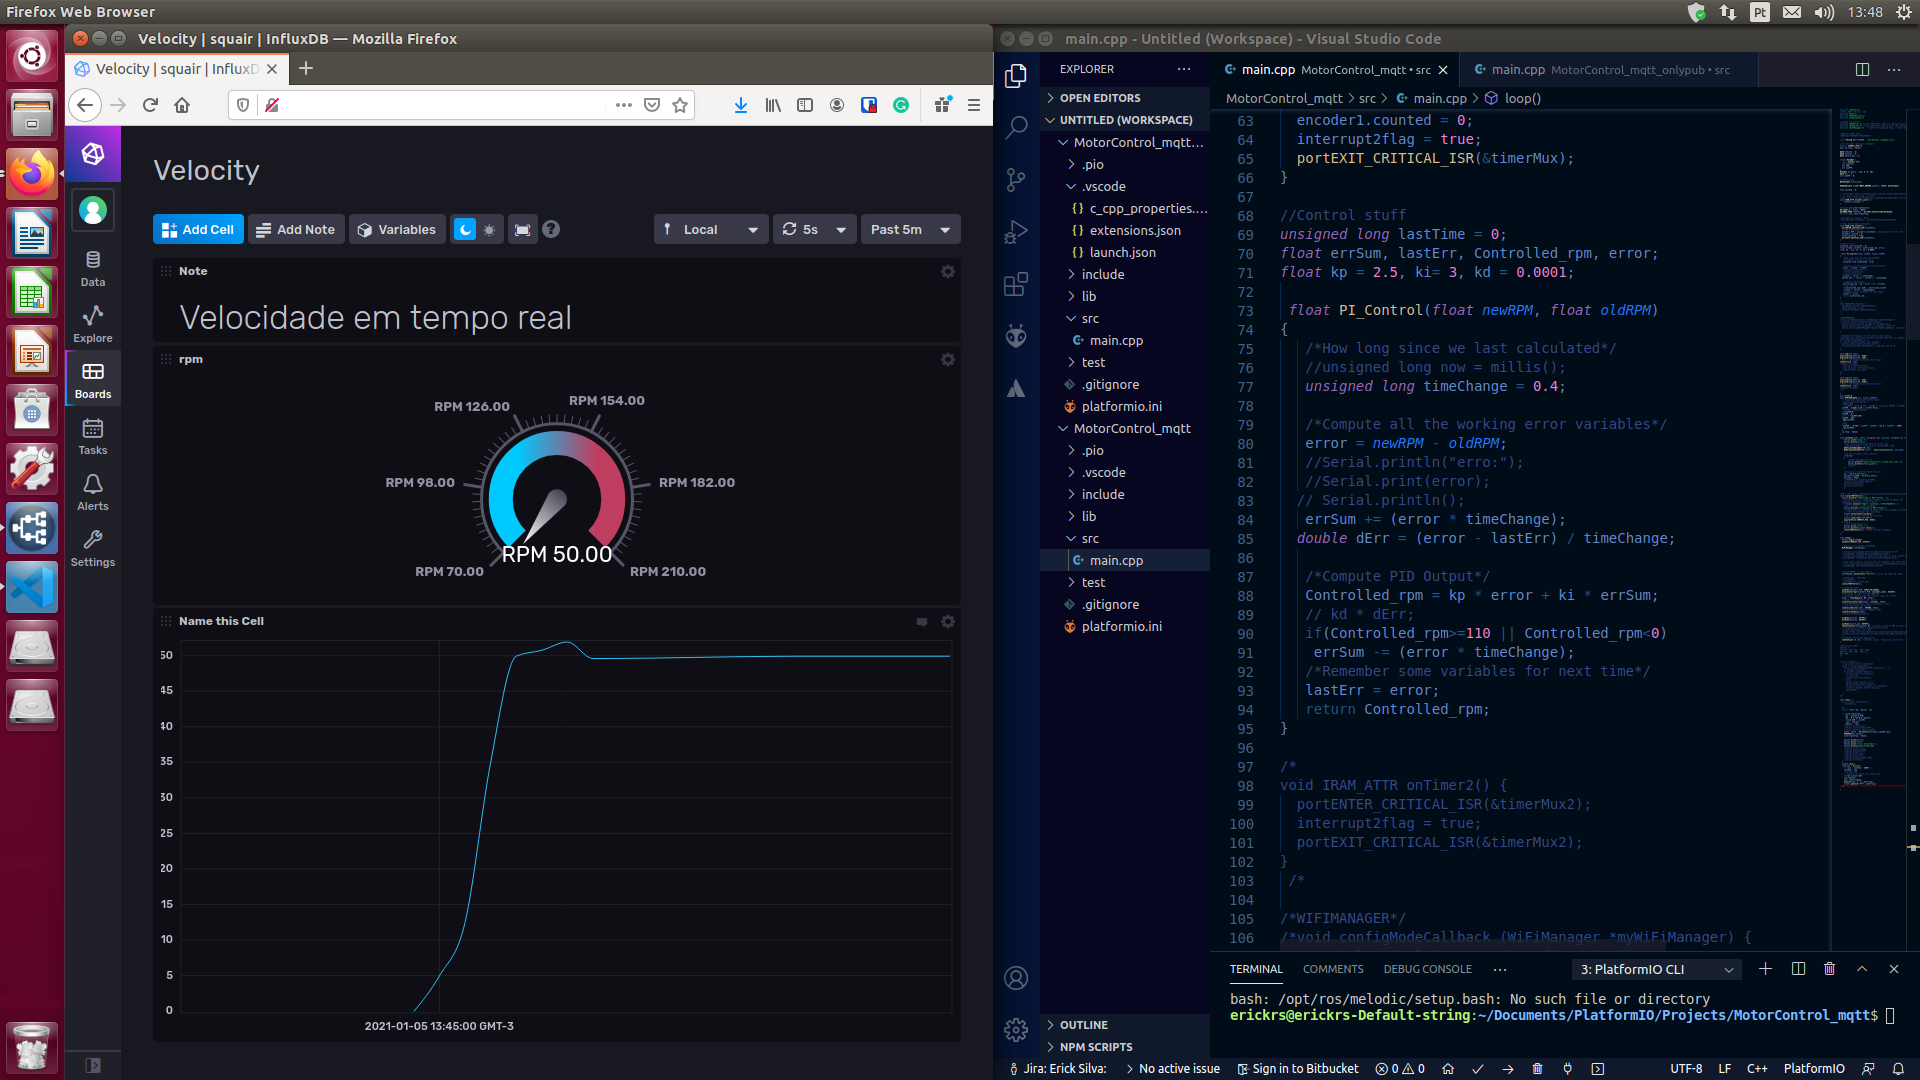 Firefox Web Browser
Pt
13:48
Velocity | squair | InfluxDB — Mozilla Firefox
Velocity | squair | InfluxD
Velocity
Add Cell
Add Note
Variables
Local
5s
Past 5m
Data
Explore
Boards
Tasks
Alerts
Settings
Note
Velocidade em tempo real
rpm
RPM 126.00
RPM 154.00
RPM 98.00
RPM 182.00
RPM 50.00
RPM 70.00
RPM 210.00
Name this Cell
50
45
40
35
30
25
20
15
10
5
0
2021-01-05 13:45:00 GMT-3
main.cpp - Untitled (Workspace) - Visual Studio Code
EXPLORER
OPEN EDITORS
UNTITLED (WORKSPACE)
MotorControl_mqtt...
.pio
.vscode
c_cpp_properties....
extensions.json
launch.json
include
lib
src
main.cpp
test
.gitignore
platformio.ini
MotorControl_mqtt
.pio
.vscode
include
lib
src
main.cpp
test
.gitignore
platformio.ini
OUTLINE
NPM SCRIPTS
main.cpp MotorControl_mqtt • src
main.cpp MotorControl_mqtt_onlypub • src
MotorControl_mqtt > src > main.cpp > loop()
63 encoder1.counted = 0;
64 interrupt2flag = true;
65 portEXIT_CRITICAL_ISR(&timerMux);
66 }
67
68 //Control stuff
69 unsigned long lastTime = 0;
70 float errSum, lastErr, Controlled_rpm, error;
71 float kp = 2.5, ki= 3, kd = 0.0001;
72
73 float PI_Control(float newRPM, float oldRPM)
74 {
75 /*How long since we last calculated*/
76 //unsigned long now = millis();
77 unsigned long timeChange = 0.4;
78
79 /*Compute all the working error variables*/
80 error = newRPM - oldRPM;
81 //Serial.println("erro:");
82 //Serial.print(error);
83 // Serial.println();
84 errSum += (error * timeChange);
85 double dErr = (error - lastErr) / timeChange;
86
87 /*Compute PID Output*/
88 Controlled_rpm = kp * error + ki * errSum;
89 // kd * dErr;
90 if(Controlled_rpm>=110 || Controlled_rpm<0)
91 errSum -= (error * timeChange);
92 /*Remember some variables for next time*/
93 lastErr = error;
94 return Controlled_rpm;
95 }
96
97 /*
98 void IRAM_ATTR onTimer2() {
99 portENTER_CRITICAL_ISR(&timerMux2);
100 interrupt2flag = true;
101 portEXIT_CRITICAL_ISR(&timerMux2);
102 }
103 /*
104
105 /*WIFIMANAGER*/
106 /*void configModeCallback (WiFiManager *myWiFiManager) {
TERMINAL
COMMENTS
DEBUG CONSOLE
3: PlatformIO CLI
bash: /opt/ros/melodic/setup.bash: No such file or directory
erickrs@erickrs-Default-string:~/Documents/PlatformIO/Projects/MotorControl_mqtt$
Jira: Erick Silva:
No active issue
Sign in to Bitbucket
0
0
UTF-8
LF
C++
PlatformIO